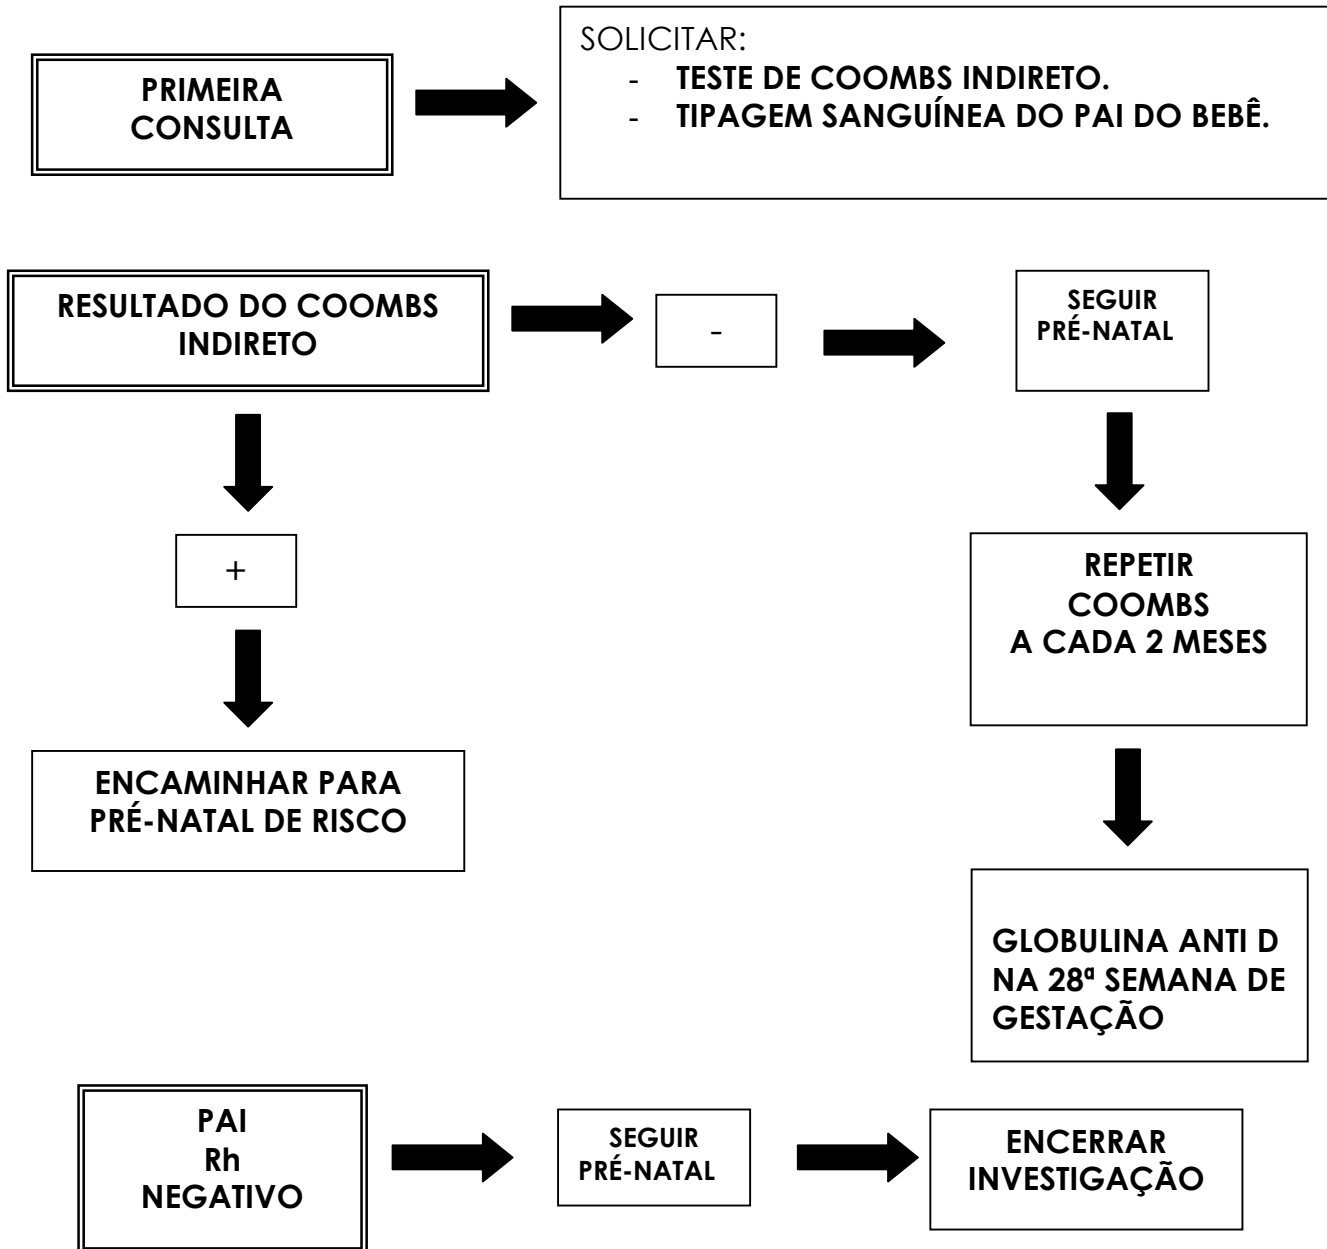 PRIMEIRA
CONSULTA
SOLICITAR:
- TESTE DE COOMBS INDIRETO.
- TIPAGEM SANGUÍNEA DO PAI DO BEBÊ.
RESULTADO DO COOMBS
INDIRETO
-
SEGUIR
PRÉ-NATAL
+
REPETIR
COOMBS
A CADA 2 MESES
ENCAMINHAR PARA
PRÉ-NATAL DE RISCO
GLOBULINA ANTI D
NA 28ª SEMANA DE
GESTAÇÃO
PAI
Rh
NEGATIVO
SEGUIR
PRÉ-NATAL
ENCERRAR
INVESTIGAÇÃO